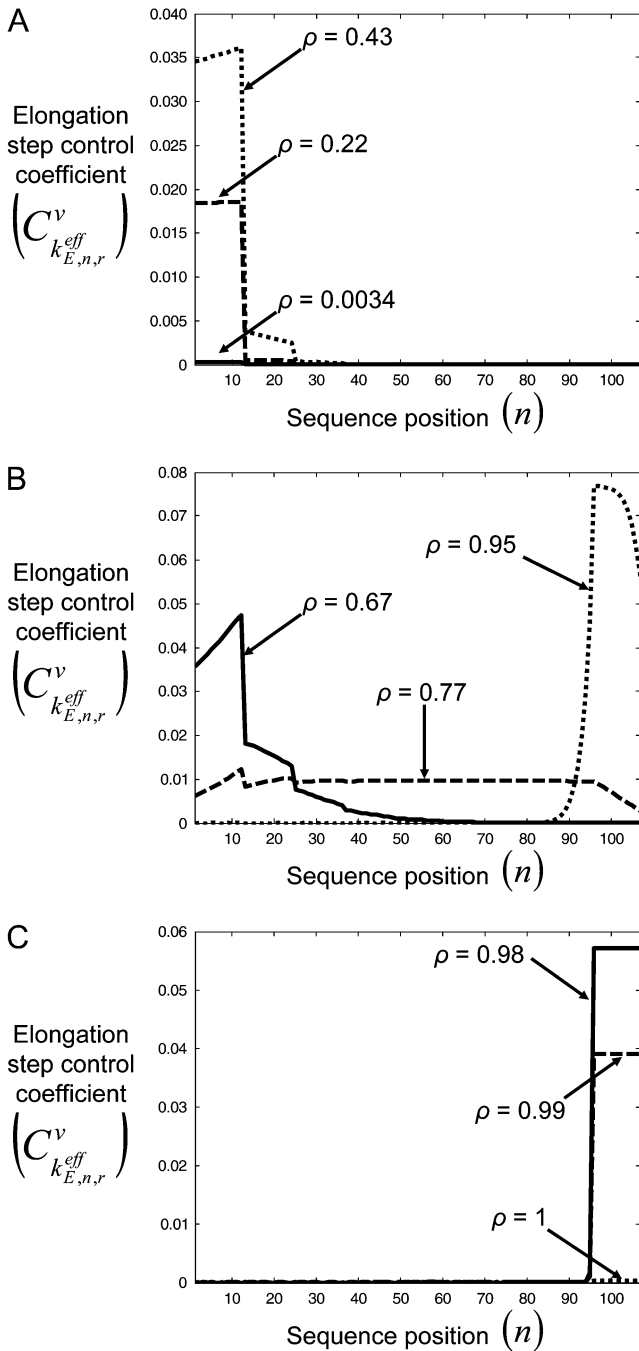 A
0.040
0.035
0.030
0.025
0.020
0.015
0.010
0.005
0
Elongation
step control
coefficient
(C^v_{k^{eff}_{E,n,r}})
ρ = 0.43
ρ = 0.22
ρ = 0.0034
10 20 30 40 50 60 70 80 90 100
Sequence position (n)
B
0.08
0.07
0.06
0.05
0.04
0.03
0.02
0.01
0
Elongation
step control
coefficient
(C^v_{k^{eff}_{E,n,r}})
ρ = 0.95
ρ = 0.67
ρ = 0.77
10 20 30 40 50 60 70 80 90 100
Sequence position (n)
C
0.06
0.05
0.04
0.03
0.02
0.01
0
Elongation
step control
coefficient
(C^v_{k^{eff}_{E,n,r}})
ρ = 0.98
ρ = 0.99
ρ = 1
10 20 30 40 50 60 70 80 90 100
Sequence position (n)